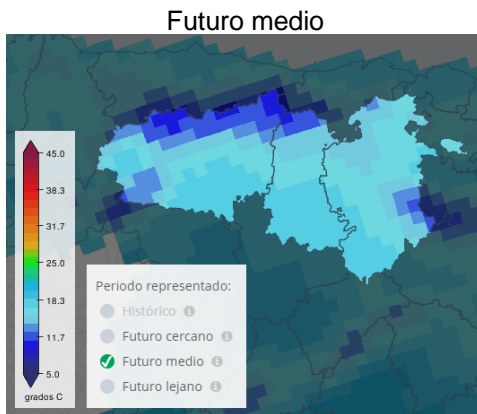 Futuro medio
45.0
38.3
31.7
25.0
18.3
11.7
5.0
grados C
Periodo representado:
Histórico
Futuro cercano
Futuro medio
Futuro lejano